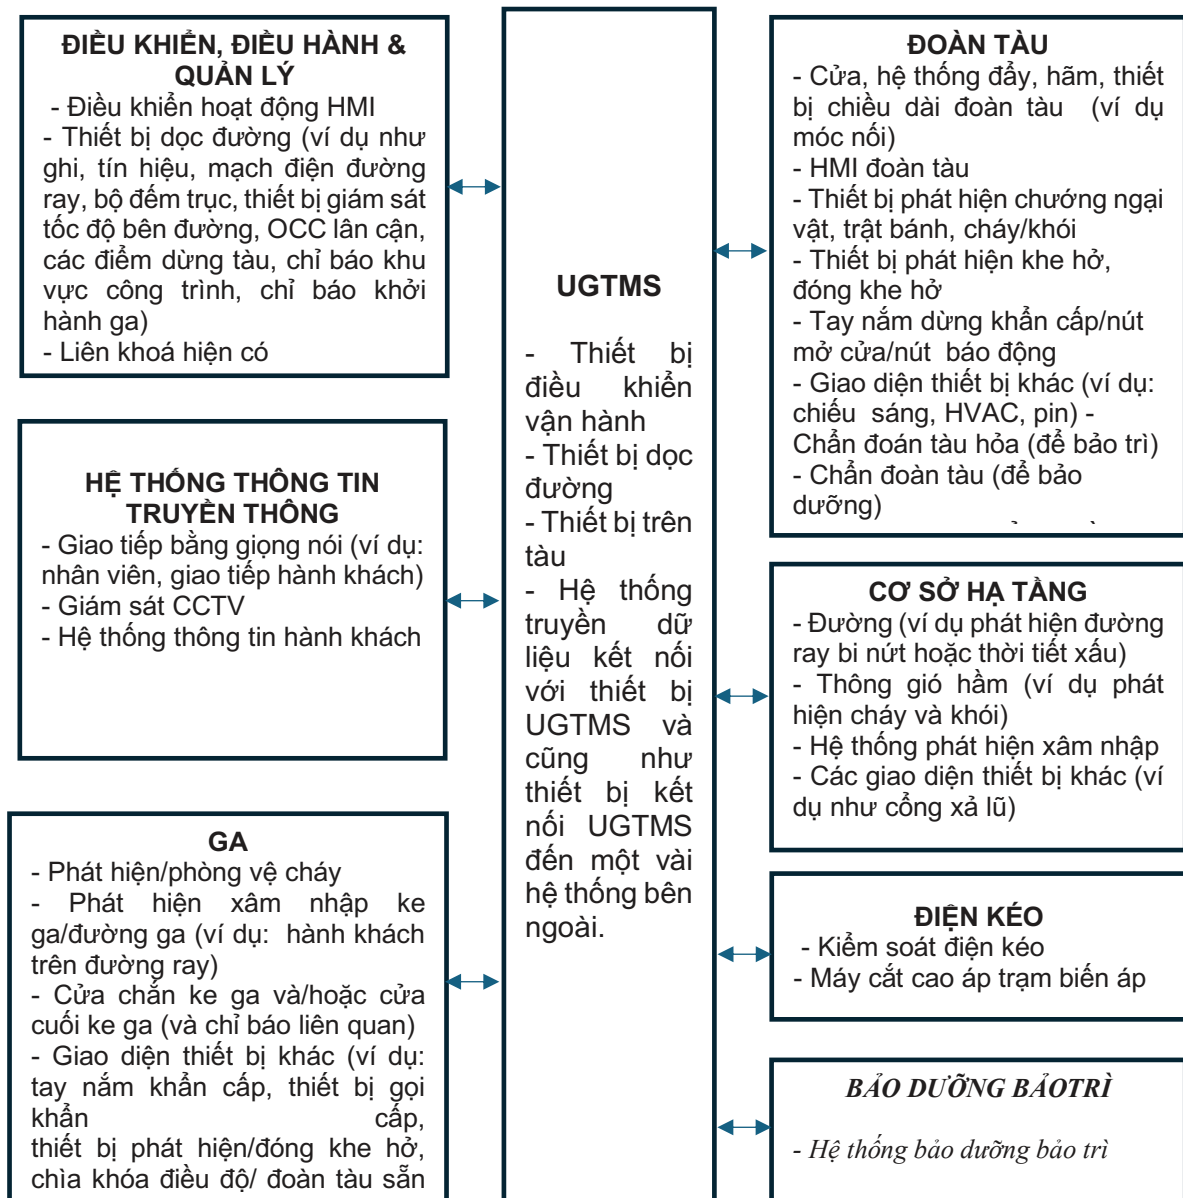 ĐIỀU KHIỂN, ĐIỀU HÀNH &
QUẢN LÝ
- Điều khiển hoạt động HMI
- Thiết bị dọc đường (ví dụ như
ghi, tín hiệu, mạch điện đường
ray, bộ đếm trục, thiết bị giám sát
tốc độ bên đường, OCC lân cận,
các điểm dừng tàu, chỉ báo khu
vực công trình, chỉ báo khởi
hành ga)
- Liên khoá hiện có
HỆ THỐNG THÔNG TIN
TRUYỀN THÔNG
- Giao tiếp bằng giọng nói (ví dụ:
nhân viên, giao tiếp hành khách)
- Giám sát CCTV
- Hệ thống thông tin hành khách
GA
- Phát hiện/phòng vệ cháy
- Phát hiện xâm nhập ke
ga/đường ga (ví dụ: hành khách
trên đường ray)
- Cửa chắn ke ga và/hoặc cửa
cuối ke ga (và chỉ báo liên quan)
- Giao diện thiết bị khác (ví dụ:
tay nắm khẩn cấp, thiết bị gọi
khẩn cấp,
thiết bị phát hiện/đóng khe hở,
chìa khóa điều độ/ đoàn tàu sẵn
UGTMS
- Thiết bị
điều khiển
vận hành
- Thiết bị dọc
đường
- Thiết bị trên
tàu
- Hệ thống
truyền dữ
liệu kết nối
với thiết bị
UGTMS và
cũng như
thiết bị kết
nối UGTMS
đến một vài
hệ thống bên
ngoài.
ĐOÀN TÀU
- Cửa, hệ thống đẩy, hãm, thiết
bị chiều dài đoàn tàu (ví dụ
móc nối)
- HMI đoàn tàu
- Thiết bị phát hiện chướng ngại
vật, trật bánh, cháy/khói
- Thiết bị phát hiện khe hở,
đóng khe hở
- Tay nắm dừng khẩn cấp/nút
mở cửa/nút báo động
- Giao diện thiết bị khác (ví dụ:
chiếu sáng, HVAC, pin) -
Chẩn đoán tàu hỏa (để bảo trì)
- Chẩn đoàn tàu (để bảo
dưỡng)
CƠ SỞ HẠ TẦNG
- Đường (ví dụ phát hiện đường
ray bi nứt hoặc thời tiết xấu)
- Thông gió hầm (ví dụ phát
hiện cháy và khói)
- Hệ thống phát hiện xâm nhập
- Các giao diện thiết bị khác (ví
dụ như cổng xả lũ)
ĐIỆN KÉO
- Kiểm soát điện kéo
- Máy cắt cao áp trạm biến áp
BẢO DƯỠNG BẢOTRÌ
- Hệ thống bảo dưỡng bảo trì